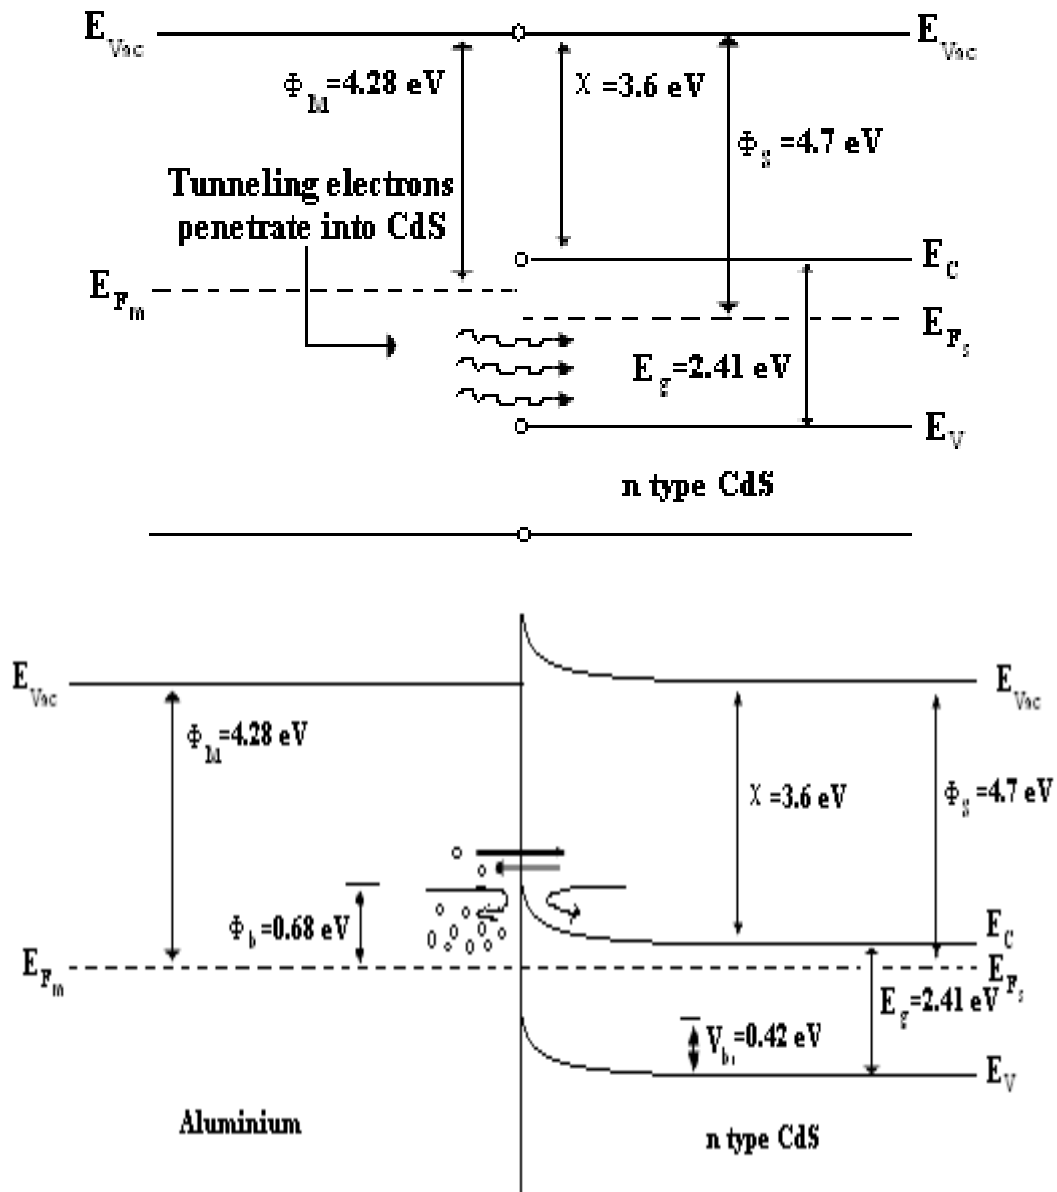 E_Vac
E_Vac
Φ_M=4.28 eV
X =3.6 eV
Φ_s =4.7 eV
Tunneling electrons
penetrate into CdS
E_C
E_Fm
E_Fs
E_g=2.41 eV
E_V
n type CdS
E_Vac
E_Vac
Φ_M=4.28 eV
X =3.6 eV
Φ_s =4.7 eV
Φ_b=0.68 eV
E_C
E_Fm
E_Fs
E_g=2.41 eV
V_bi=0.42 eV
E_V
Aluminium
n type CdS